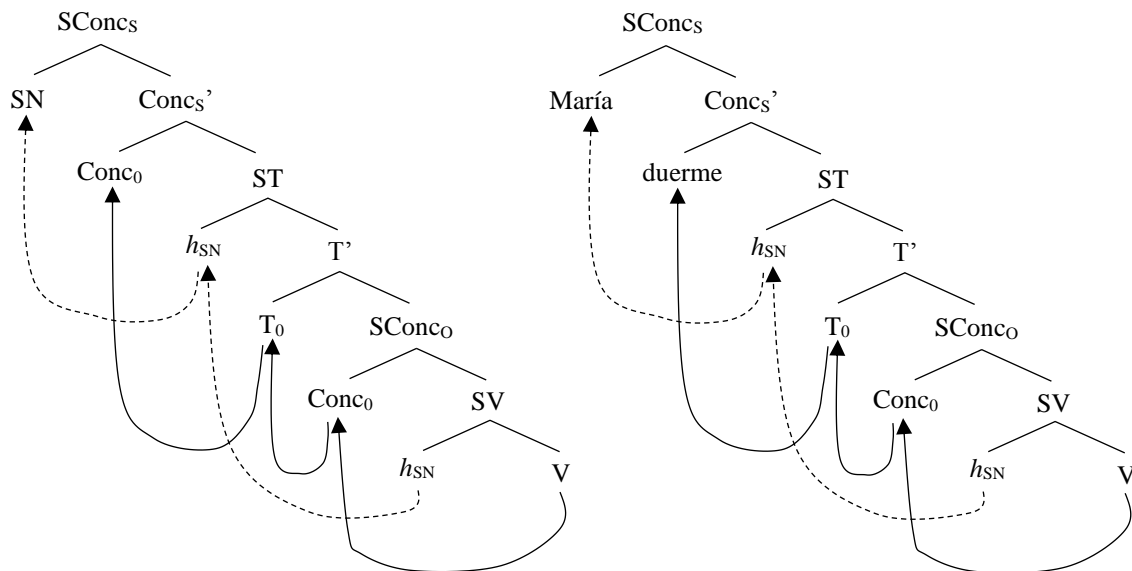 SConcS SConcS
SN ConcS’ María ConcS’
Conc0 ST duerme ST
hSN T’ hSN T’
T0 SConcO T0 SConcO
Conc0 SV Conc0 SV
hSN V hSN V